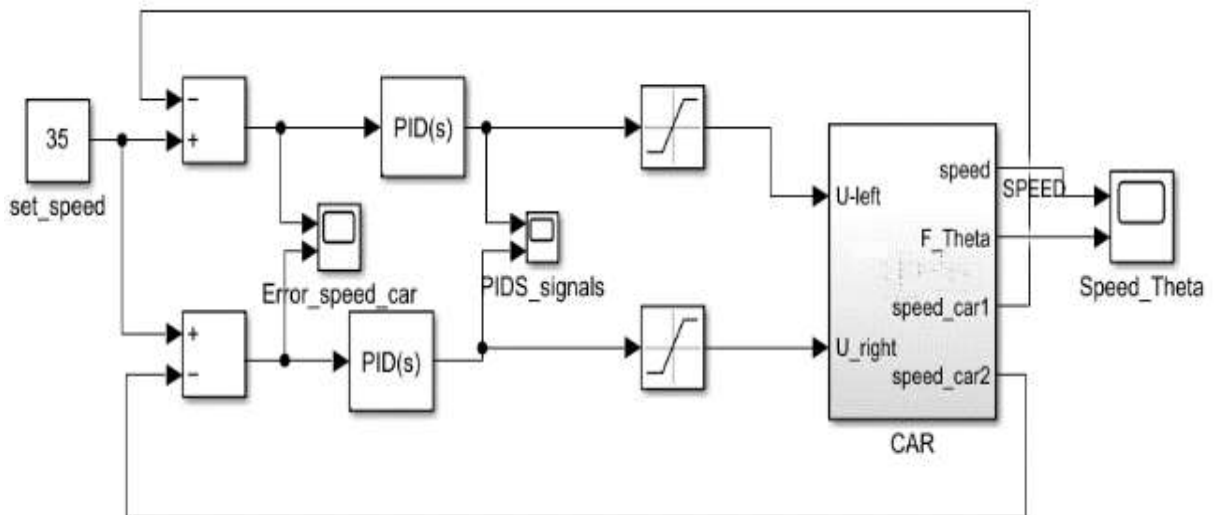 −
+
35
set_speed
PID(s)
U-left
speed
SPEED
F_Theta
Error_speed_car
PIDS_signals
Speed_Theta
+
−
PID(s)
speed_car1
U_right
speed_car2
CAR